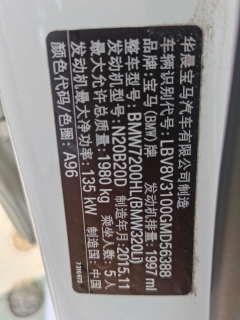 华晨宝马汽车有限公司制造
车辆识别代号：LBV8V3100GMD56388
品牌：宝马(BMW)牌 发动机排量：1997 ml
整车型号：BMW7200HL(BMW320Li)
发动机型号：N20B20D 制造年月：2015.11
最大允许总质量：1980 kg 乘坐人数：5人
发动机最大净功率：135 kW 制造国：中国
颜色代码/色圈：A96